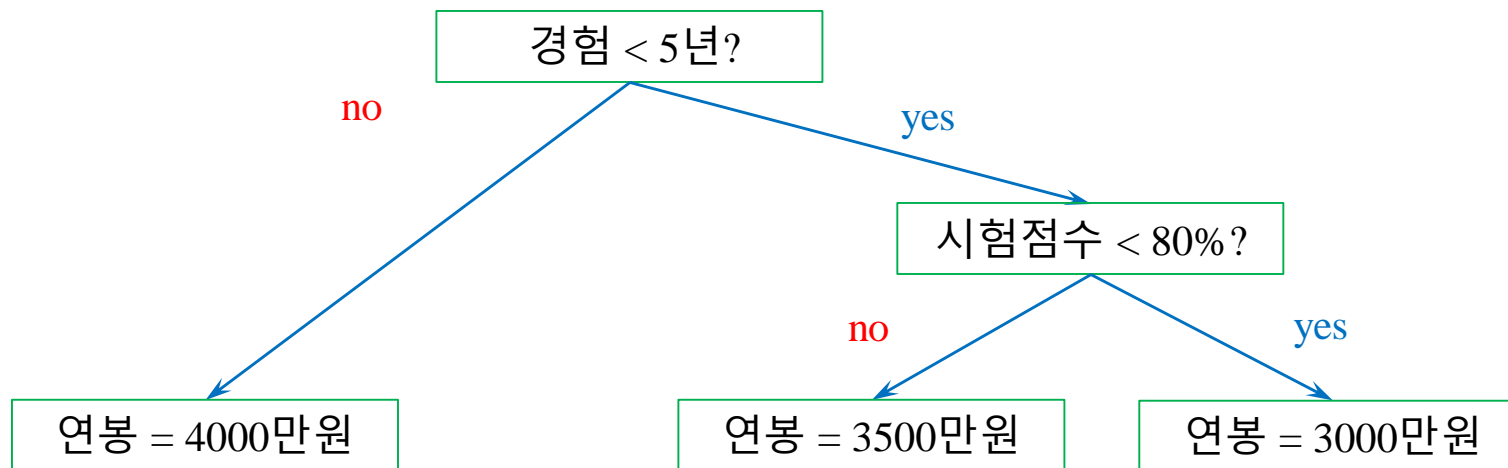 경험 < 5년?
no
yes
시험점수 < 80%?
no
yes
연봉 = 4000만원
연봉 = 3500만원
연봉 = 3000만원